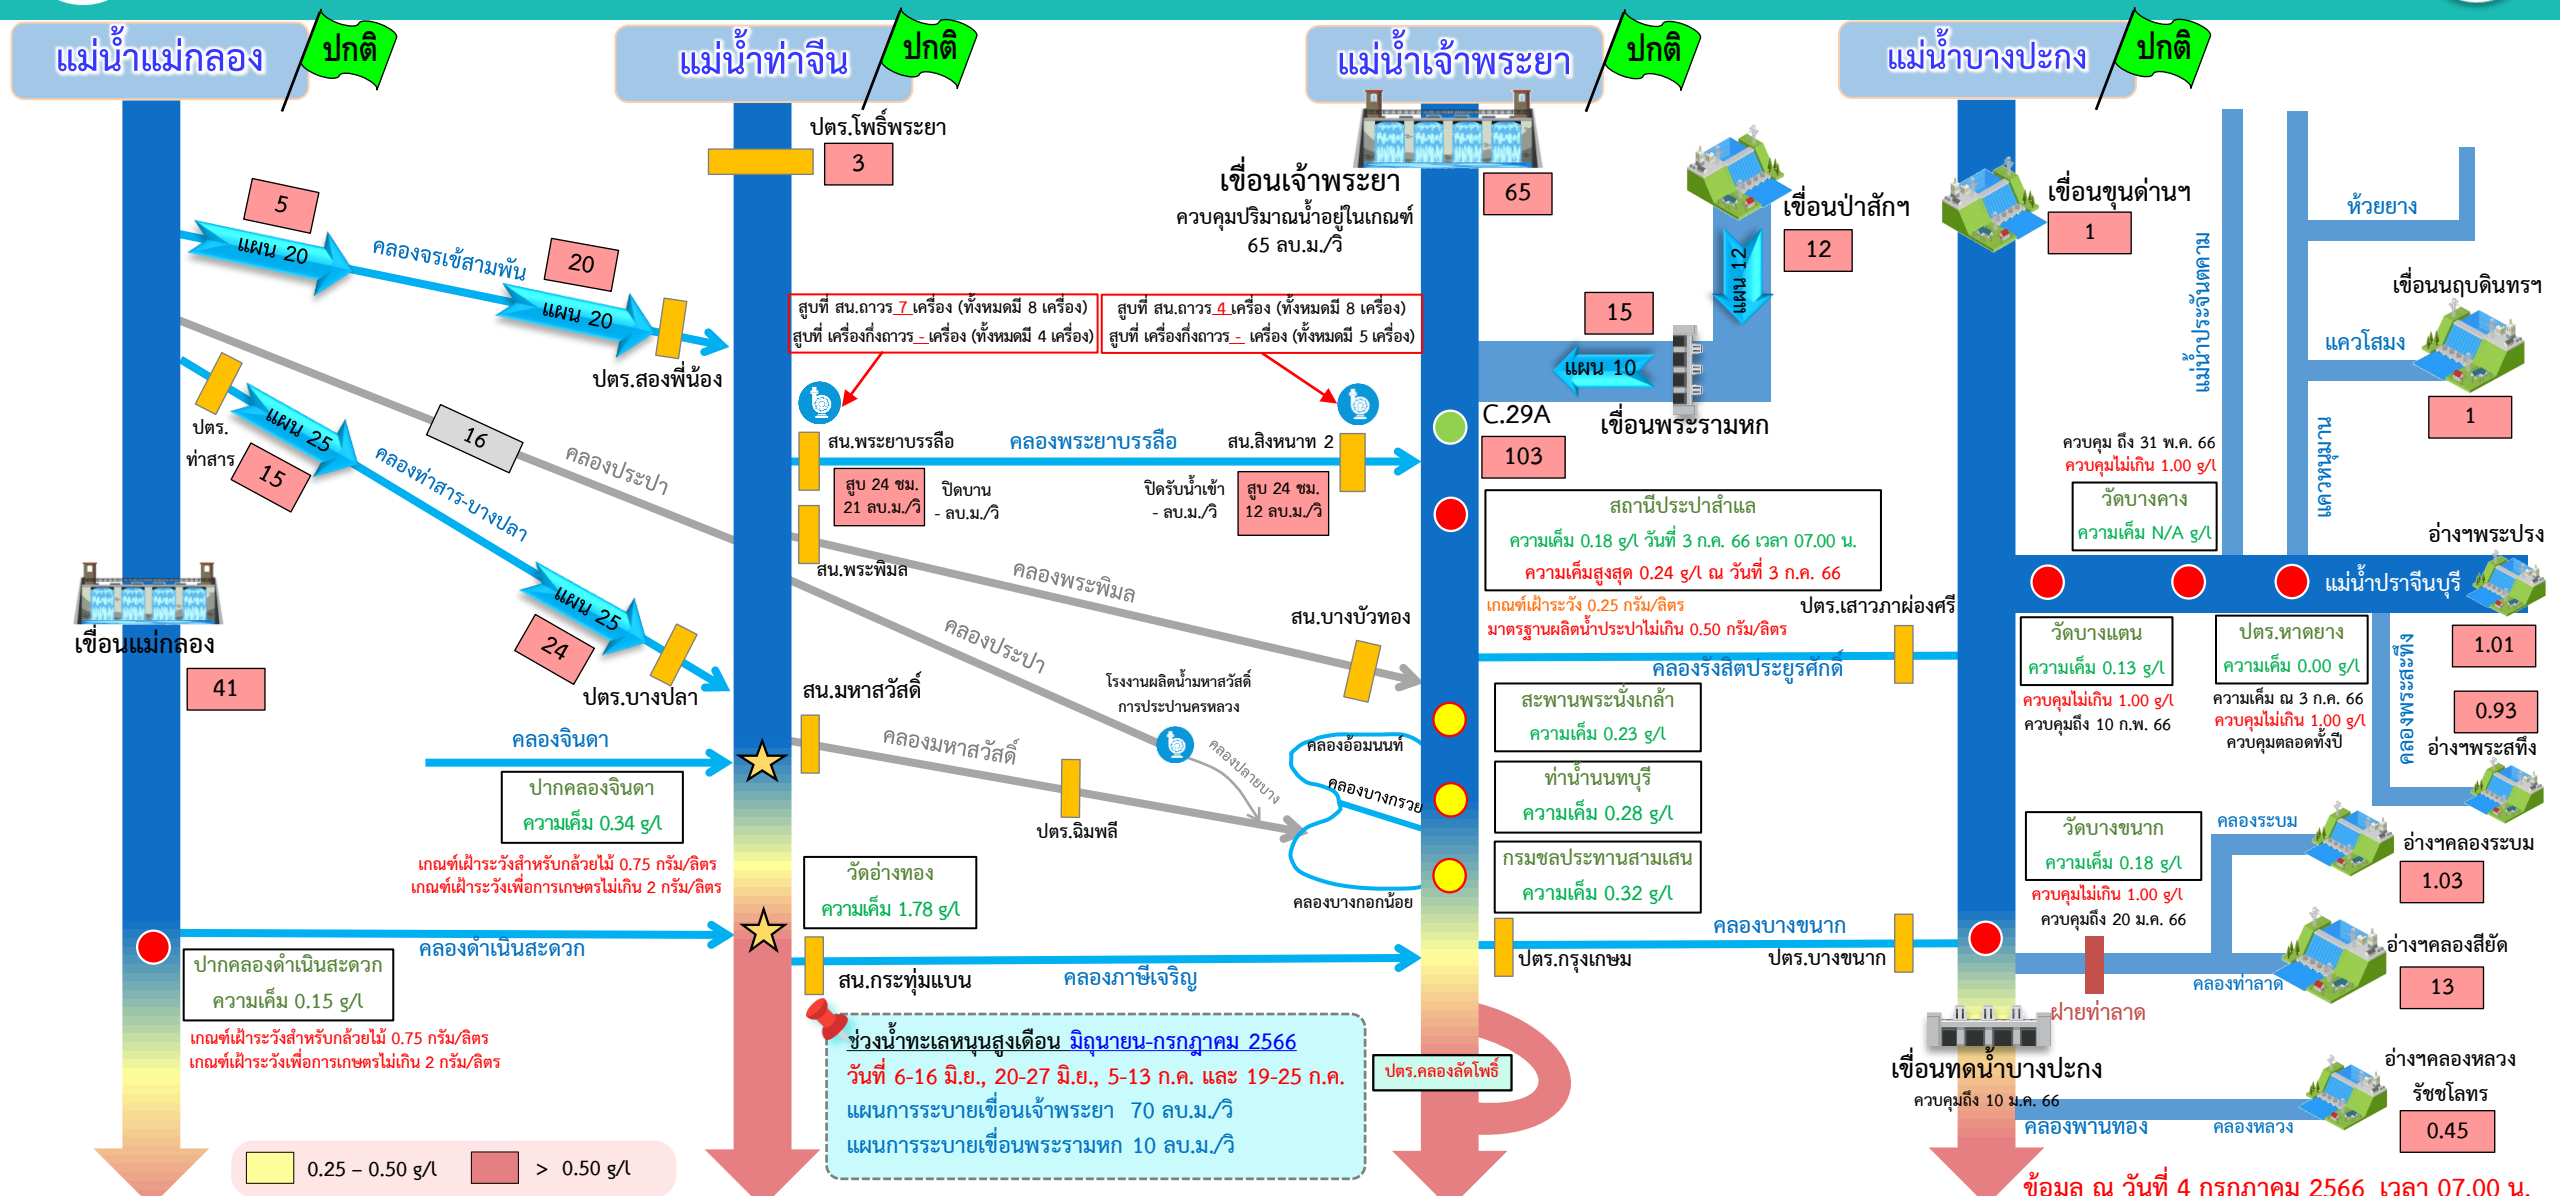 แม่น้ำแม่กลอง
ปกติ
แม่น้ำท่าจีน
ปกติ
แม่น้ำเจ้าพระยา
ปกติ
แม่น้ำบางปะกง
ปกติ
5
แผน 20
คลองจรเข้สามพัน
20
แผน 20
ปตร.สองพี่น้อง
ปตร.
ท่าสาร
แผน 25
15
คลองท่าสาร-บางปลา
16
คลองประปา
แผน 25
24
ปตร.บางปลา
เขื่อนแม่กลอง
41
คลองจินดา
ปากคลองจินดา
ความเค็ม 0.34 g/l
เกณฑ์เฝ้าระวังสำหรับกล้วยไม้ 0.75 กรัม/ลิตร
เกณฑ์เฝ้าระวังเพื่อการเกษตรไม่เกิน 2 กรัม/ลิตร
คลองดำเนินสะดวก
ปากคลองดำเนินสะดวก
ความเค็ม 0.15 g/l
เกณฑ์เฝ้าระวังสำหรับกล้วยไม้ 0.75 กรัม/ลิตร
เกณฑ์เฝ้าระวังเพื่อการเกษตรไม่เกิน 2 กรัม/ลิตร
0.25 – 0.50 g/l
> 0.50 g/l
ปตร.โพธิ์พระยา
3
สูบที่ สน.ถาวร 7 เครื่อง (ทั้งหมดมี 8 เครื่อง)
สูบที่ เครื่องกึ่งถาวร - เครื่อง (ทั้งหมดมี 4 เครื่อง)
สูบที่ สน.ถาวร 4 เครื่อง (ทั้งหมดมี 8 เครื่อง)
สูบที่ เครื่องกึ่งถาวร - เครื่อง (ทั้งหมดมี 5 เครื่อง)
สน.พระยาบรรลือ
คลองพระยาบรรลือ
สน.สิงหนาท 2
สูบ 24 ชม.
21 ลบ.ม./วิ
ปิดบาน
- ลบ.ม./วิ
ปิดรับน้ำเข้า
- ลบ.ม./วิ
สูบ 24 ชม.
12 ลบ.ม./วิ
สน.พระพิมล
คลองพระพิมล
สน.บางบัวทอง
คลองประปา
โรงงานผลิตน้ำมหาสวัสดิ์
การประปานครหลวง
สน.มหาสวัสดิ์
คลองมหาสวัสดิ์
ปตร.ฉิมพลี
คลองปลายบาง
คลองอ้อมนนท์
คลองบางกรวย
คลองบางกอกน้อย
วัดอ่างทอง
ความเค็ม 1.78 g/l
สน.กระทุ่มแบน
คลองภาษีเจริญ
ช่วงน้ำทะเลหนุนสูงเดือน มิถุนายน-กรกฎาคม 2566
วันที่ 6-16 มิ.ย., 20-27 มิ.ย., 5-13 ก.ค. และ 19-25 ก.ค.
แผนการระบายเขื่อนเจ้าพระยา 70 ลบ.ม./วิ
แผนการระบายเขื่อนพระรามหก 10 ลบ.ม./วิ
เขื่อนเจ้าพระยา
ควบคุมปริมาณน้ำอยู่ในเกณฑ์
65 ลบ.ม./วิ
65
เขื่อนป่าสักฯ
12
แผน 12
15
แผน 10
เขื่อนพระรามหก
C.29A
103
สถานีประปาสำแล
ความเค็ม 0.18 g/l วันที่ 3 ก.ค. 66 เวลา 07.00 น.
ความเค็มสูงสุด 0.24 g/l ณ วันที่ 3 ก.ค. 66
เกณฑ์เฝ้าระวัง 0.25 กรัม/ลิตร
มาตรฐานผลิตน้ำประปาไม่เกิน 0.50 กรัม/ลิตร
ปตร.เสาวภาผ่องศรี
คลองรังสิตประยูรศักดิ์
สะพานพระนั่งเกล้า
ความเค็ม 0.23 g/l
ท่าน้ำนนทบุรี
ความเค็ม 0.28 g/l
กรมชลประทานสามเสน
ความเค็ม 0.32 g/l
ปตร.กรุงเกษม
คลองบางขนาก
ปตร.บางขนาก
ปตร.คลองลัดโพธิ์
เขื่อนขุนด่านฯ
1
แม่น้ำประจันตคาม
ห้วยยาง
เขื่อนนฤบดินทรฯ
แควโสมง
1
แควหนุมาน
ควบคุม ถึง 31 พ.ค. 66
ควบคุมไม่เกิน 1.00 g/l
วัดบางคาง
ความเค็ม N/A g/l
อ่างฯพระปรง
แม่น้ำปราจีนบุรี
1.01
วัดบางแตน
ความเค็ม 0.13 g/l
ควบคุมไม่เกิน 1.00 g/l
ควบคุมถึง 10 ก.พ. 66
ปตร.หาดยาง
ความเค็ม 0.00 g/l
ความเค็ม ณ 3 ก.ค. 66
ควบคุมไม่เกิน 1.00 g/l
ควบคุมตลอดทั้งปี
คลองพระสะทึง
0.93
อ่างฯพระสทึง
วัดบางขนาก
ความเค็ม 0.18 g/l
ควบคุมไม่เกิน 1.00 g/l
ควบคุมถึง 20 ม.ค. 66
คลองระบม
อ่างฯคลองระบม
1.03
อ่างฯคลองสียัด
13
คลองท่าลาด
ฝายท่าลาด
เขื่อนทดน้ำบางปะกง
ควบคุมถึง 10 ม.ค. 66
คลองพานทอง
คลองหลวง
อ่างฯคลองหลวง
รัชชโลทร
0.45
ข้อมูล ณ วันที่ 4 กรกฎาคม 2566 เวลา 07.00 น.